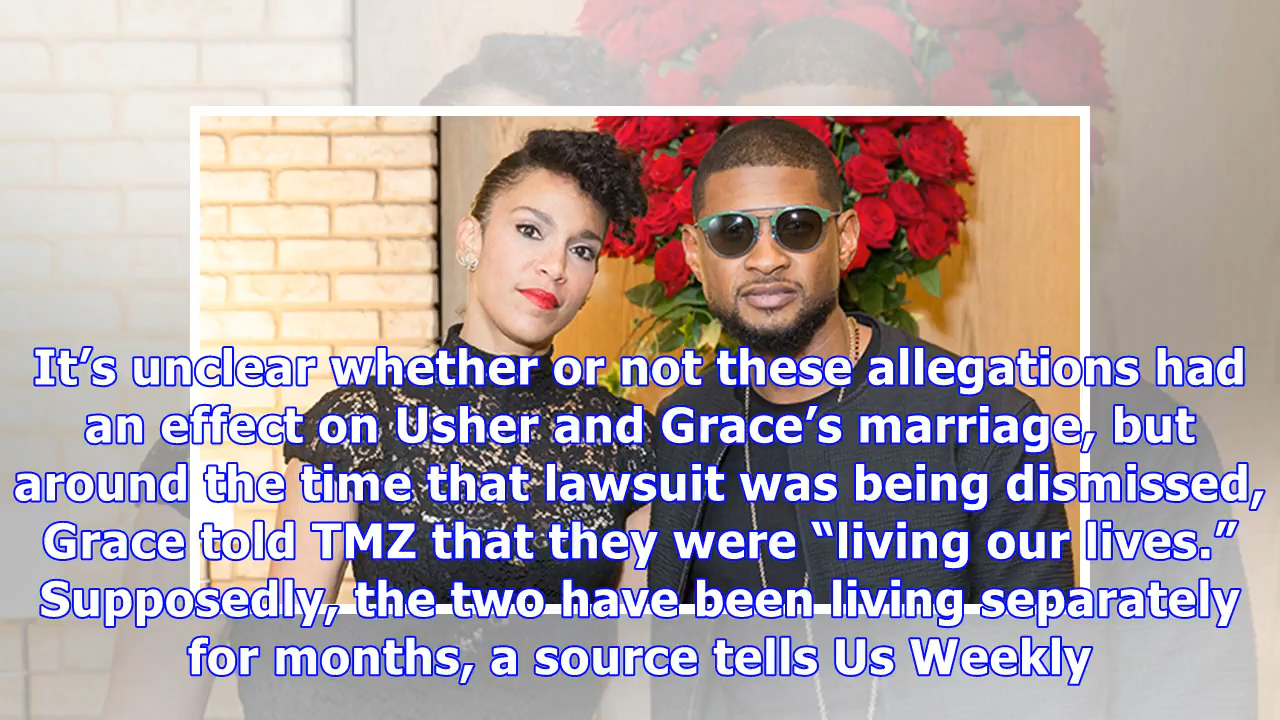 It’s unclear whether or not these allegations had
an effect on Usher and Grace’s marriage, but
around the time that lawsuit was being dismissed,
Grace told TMZ that they were “living our lives.”
Supposedly, the two have been living separately
for months, a source tells Us Weekly